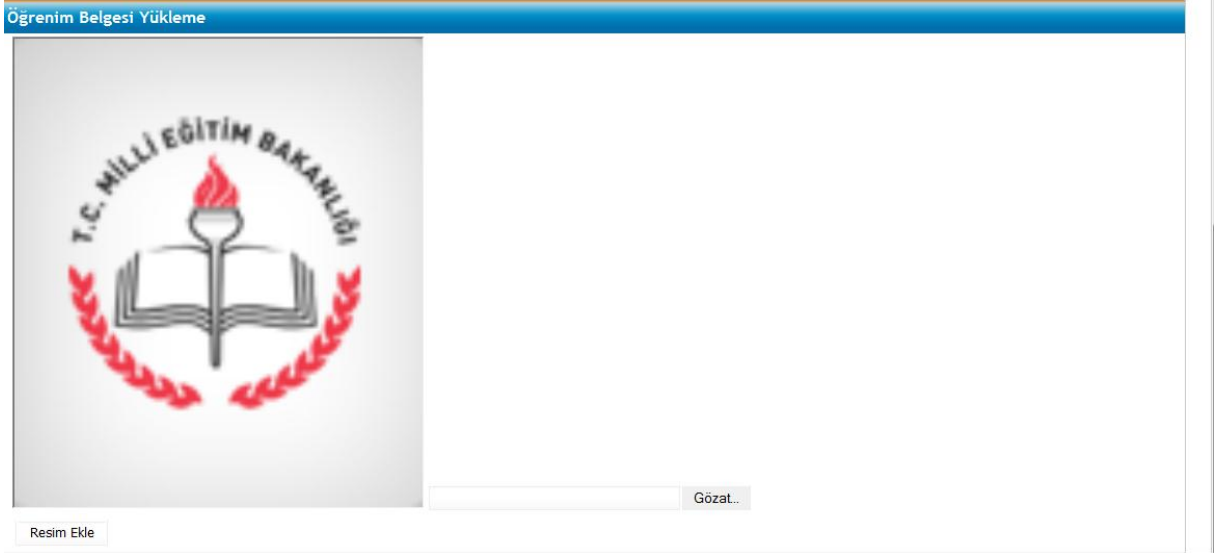 Öğrenim Belgesi Yükleme
T.C. MİLLİ EĞİTİM BAKANLIĞI
Gözat...
Resim Ekle